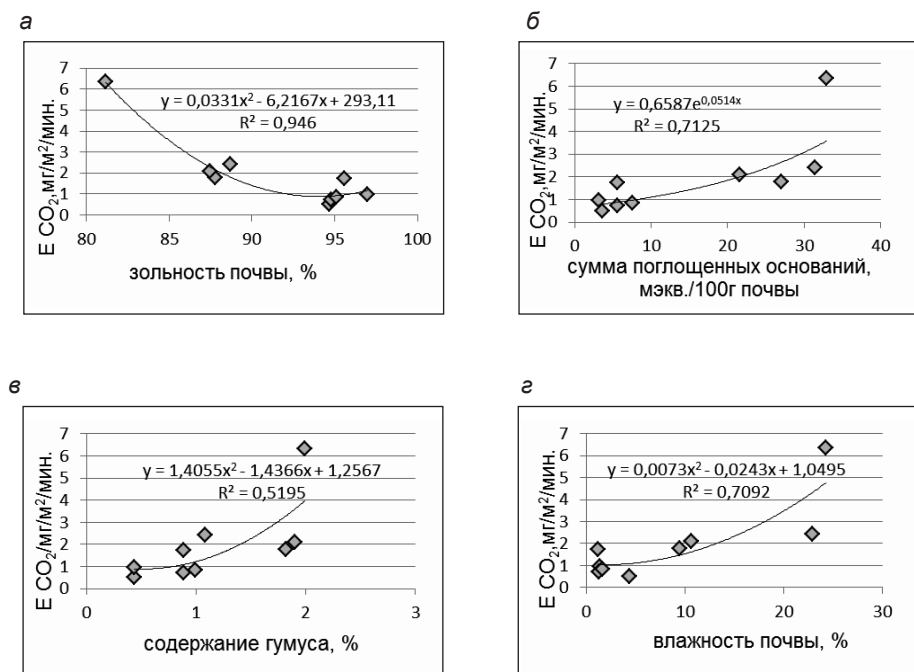 а
7
6
5
4
3
2
1
0
E CO₂,мг/м²/мин.
y = 0,0331x² - 6,2167x + 293,11
R² = 0,946
80 85 90 95 100
зольность почвы, %
б
7
6
5
4
3
2
1
0
E CO₂,мг/м²/мин.
y = 0,6587e^0,0514x
R² = 0,7125
0 10 20 30 40
сумма поглощенных оснований,
мэкв./100г почвы
в
7
6
5
4
3
2
1
0
E CO₂/мг/м²/мин.
y = 1,4055x² - 1,4366x + 1,2567
R² = 0,5195
0 1 2 3
содержание гумуса, %
г
7
6
5
4
3
2
1
0
E CO₂,мг/м²/мин.
y = 0,0073x² - 0,0243x + 1,0495
R² = 0,7092
0 10 20 30
влажность почвы, %